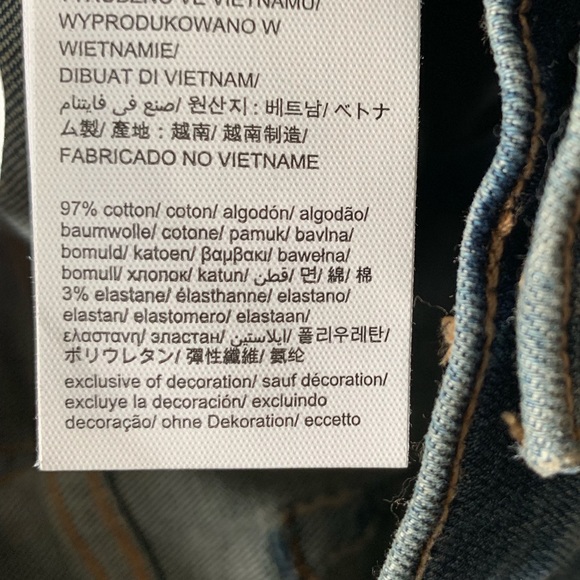 WYPRODUKOWANO W
WIETNAMIE/
DIBUAT DI VIETNAM/
صنع في فايتنام/ 원산지 : 베트남/ ベトナ
ム製/ 產地 : 越南/ 越南制造/
FABRICADO NO VIETNAME
97% cotton/ coton/ algodón/ algodão/
baumwolle/ cotone/ pamuk/ bavlna/
bomuld/ katoen/ βαμβακι/ bawełna/
bomull/ хлопок/ katun/ قطن/ 면/ 綿/ 棉
3% elastane/ élasthanne/ elastano/
elastan/ elastomero/ elastaan/
ελαστανη/ эластан/ ايلاستين/ 폴리우레탄/
ポリウレタン/ 彈性纖維/ 氨纶
exclusive of decoration/ sauf décoration/
excluye la decoración/ excluindo
decoração/ ohne Dekoration/ eccetto